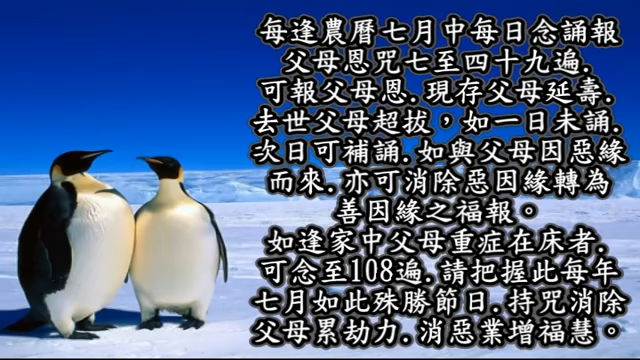 每逢農曆七月中每日念誦報
父母恩咒七至四十九遍.
可報父母恩.現存父母延壽.
去世父母超拔，如一日未誦.
次日可補誦.如與父母因惡緣
而來.亦可消除惡因緣轉為
善因緣之福報。
如逢家中父母重症在床者.
可念至108遍.請把握此每年
七月如此殊勝節日.持咒消除
父母累劫力.消惡業增福慧。